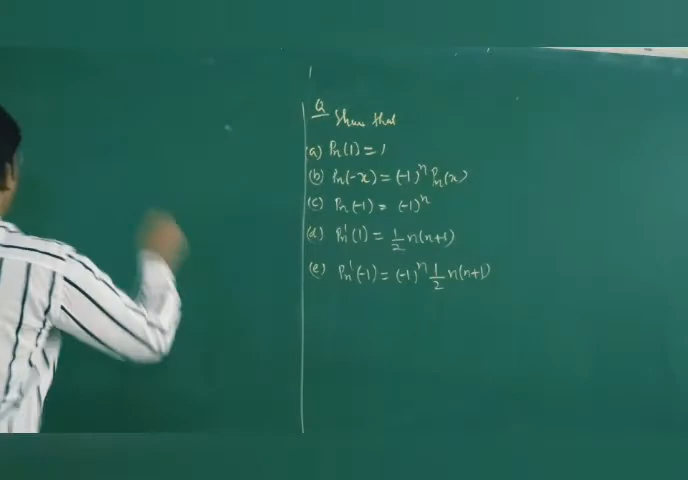 Q Show that
(a) Pn(1) = 1
(b) Pn(-x) = (-1)^n Pn(x)
(c) Pn(-1) = (-1)^n
(d) Pn'(1) = 1/2 n(n+1)
(e) Pn'(-1) = (-1)^n 1/2 n(n+1)